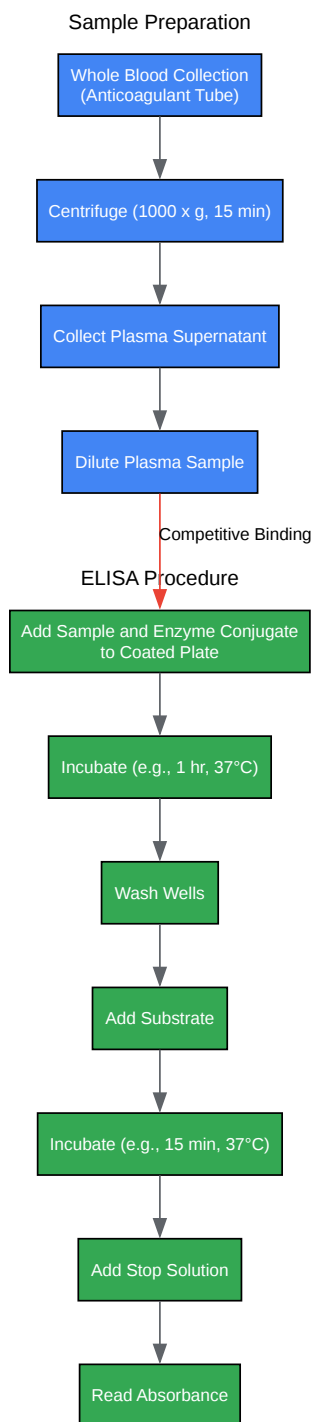 Sample Preparation
Whole Blood Collection
(Anticoagulant Tube)
Centrifuge (1000 x g, 15 min)
Collect Plasma Supernatant
Dilute Plasma Sample
Competitive Binding
ELISA Procedure
Add Sample and Enzyme Conjugate
to Coated Plate
Incubate (e.g., 1 hr, 37°C)
Wash Wells
Add Substrate
Incubate (e.g., 15 min, 37°C)
Add Stop Solution
Read Absorbance